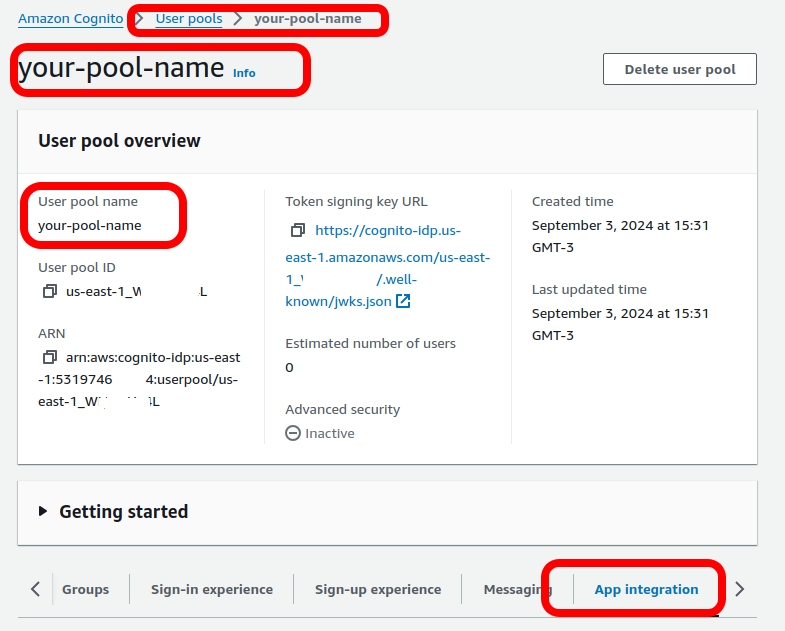 Amazon Cognito > User pools > your-pool-name
your-pool-name Info
Delete user pool
User pool overview
User pool name
your-pool-name
User pool ID
us-east-1_W L
ARN
arn:aws:cognito-idp:us-east
-1:5319746 4:userpool/us-
east-1_W L
Token signing key URL
https://cognito-idp.us-
east-1.amazonaws.com/us-east-
1_ /.well-
known/jwks.json
Estimated number of users
0
Advanced security
Inactive
Created time
September 3, 2024 at 15:31
GMT-3
Last updated time
September 3, 2024 at 15:31
GMT-3
Getting started
Groups
Sign-in experience
Sign-up experience
Messaging
App integration